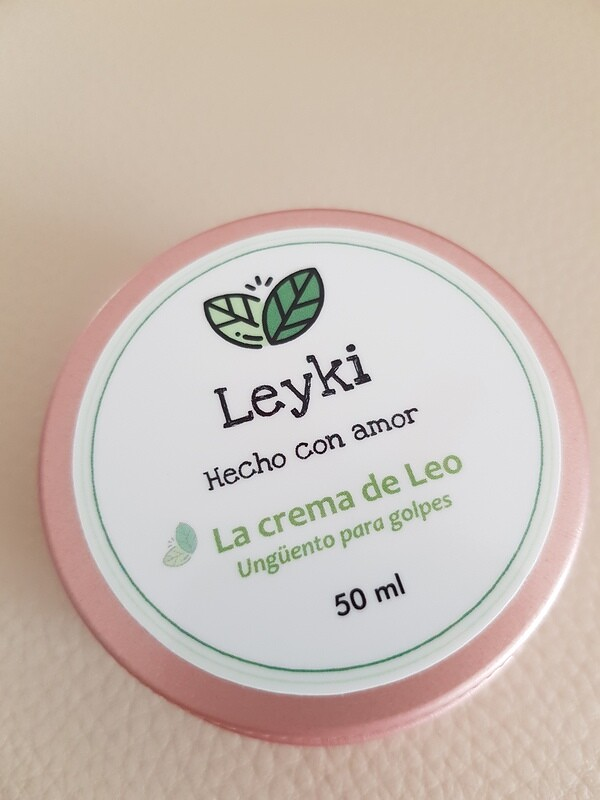 Leyki
Hecho con amor
La crema de Leo
Ungüento para golpes
50 ml